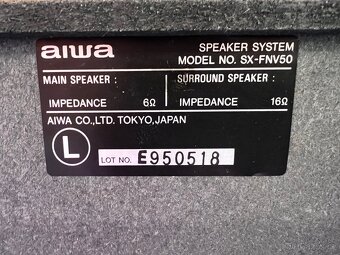 aiwa
SPEAKER SYSTEM
MODEL NO. SX-FNV50
MAIN SPEAKER :
IMPEDANCE 6Ω
SURROUND SPEAKER :
IMPEDANCE 16Ω
AIWA CO.,LTD. TOKYO,JAPAN
L
LOT NO. E950518